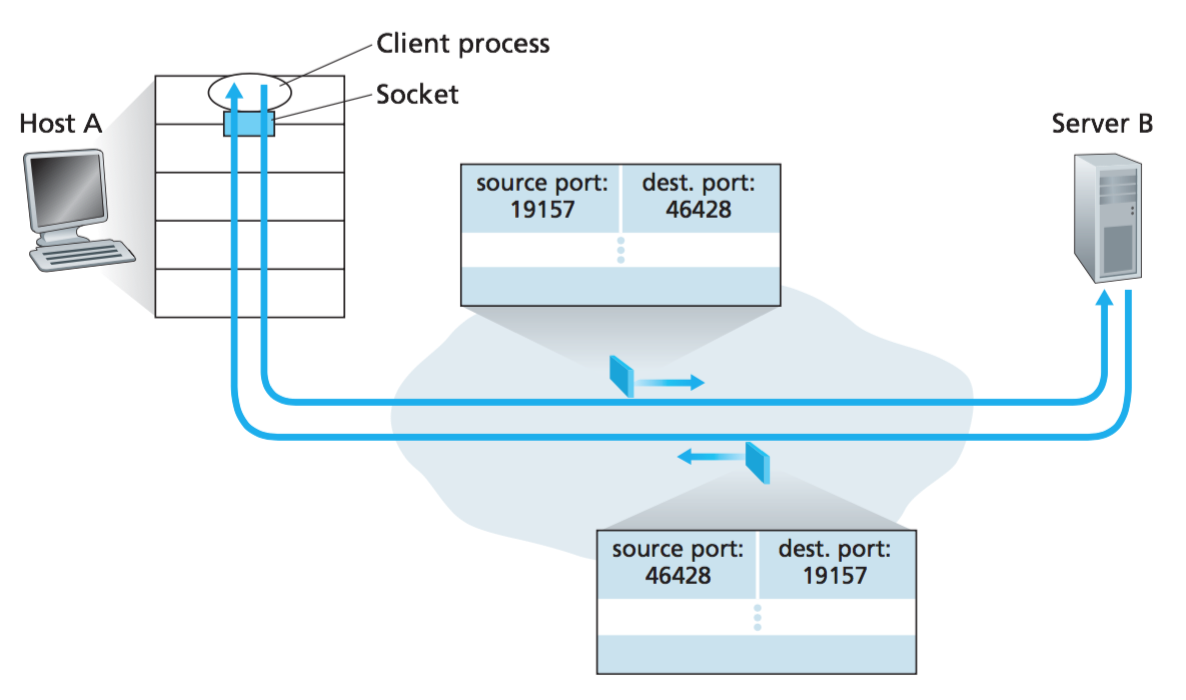 Client process
Socket
Host A
Server B
source port:
19157
dest. port:
46428
source port:
46428
dest. port:
19157